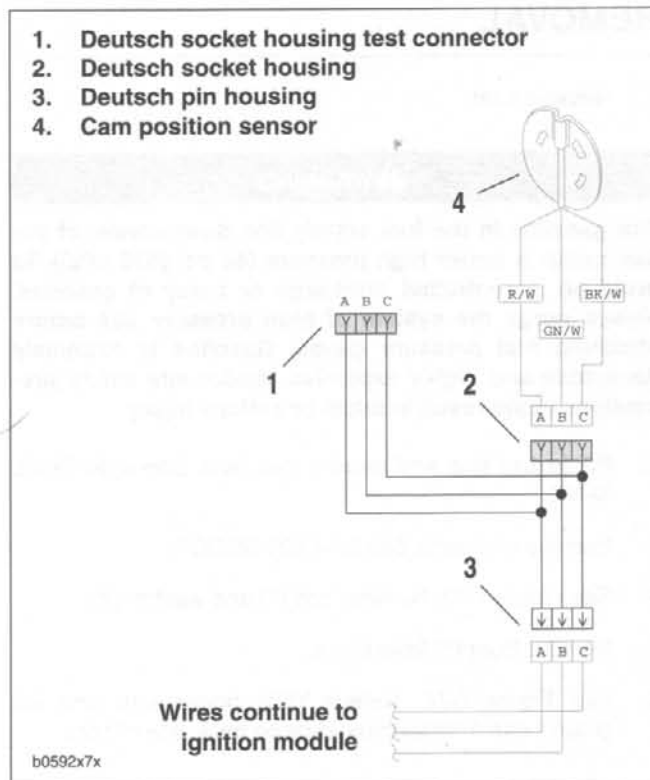 1. Deutsch socket housing test connector
2. Deutsch socket housing
3. Deutsch pin housing
4. Cam position sensor
4
R/W
BK/W
GN/W
A B C
1
A B C
2
3
A B C
Wires continue to
ignition module
b0592x7x